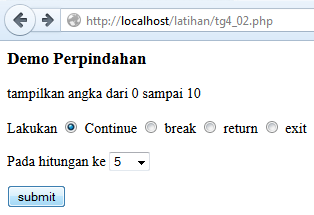 http://localhost/latihan/tg4_02.php
Demo Perpindahan
tampilkan angka dari 0 sampai 10
Lakukan Continue break return exit
Pada hitungan ke 5
submit